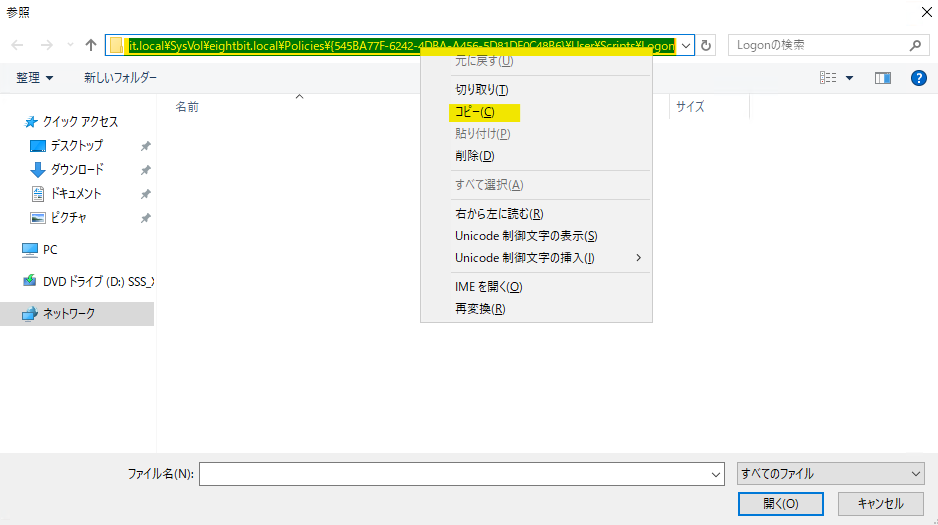 参照
it.local¥SysVol¥eightbit.local¥Policies¥{545BA77F-6242-4DBA-A456-5D81DF0C48B6}¥User¥Scripts¥Logon
Logonの検索
整理
新しいフォルダー
名前
サイズ
クイック アクセス
デスクトップ
ダウンロード
ドキュメント
ピクチャ
PC
DVD ドライブ (D:) SSS_X
ネットワーク
元に戻す(U)
切り取り(T)
コピー(C)
貼り付け(P)
削除(D)
すべて選択(A)
右から左に読む(R)
Unicode 制御文字の表示(S)
Unicode 制御文字の挿入(I)
IME を開く(O)
再変換(R)
ファイル名(N):
すべてのファイル
開く(O)
キャンセル